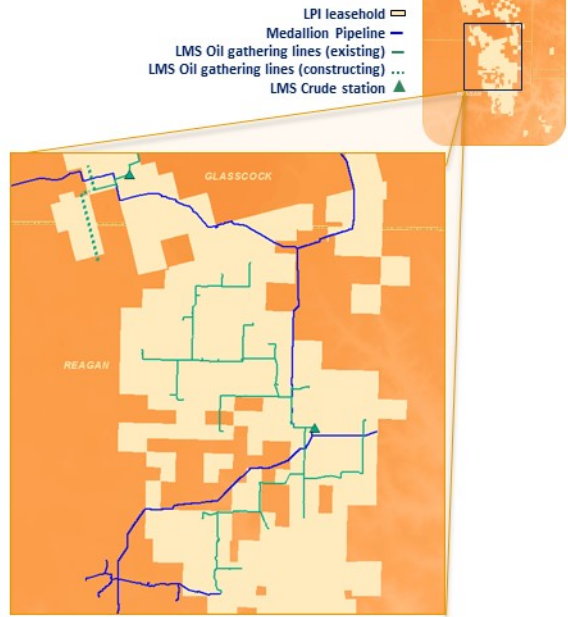 LPI leasehold
Medallion Pipeline
LMS Oil gathering lines (existing)
LMS Oil gathering lines (constructing)
LMS Crude station
GLASSCOCK
REAGAN